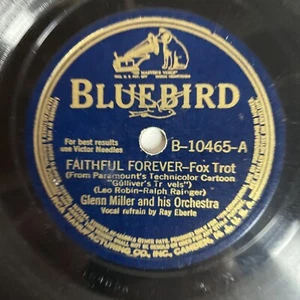 "HIS MASTER'S VOICE"
BLUEBIRD
For best results
use Victor Needles
B-10465-A
FAITHFUL FOREVER-Fox Trot
(From Paramount's Technicolor Cartoon
"Gulliver's Tr vels")
(Leo Robin-Ralph Rainger)
Glenn Miller and his Orchestra
Vocal refrain by Ray Eberle
MANUFACTURING CO., INC., CAMDEN, N.J., U.S.A.